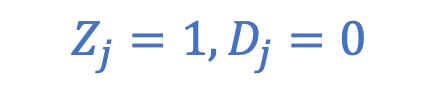 Z_j = 1, D_j = 0